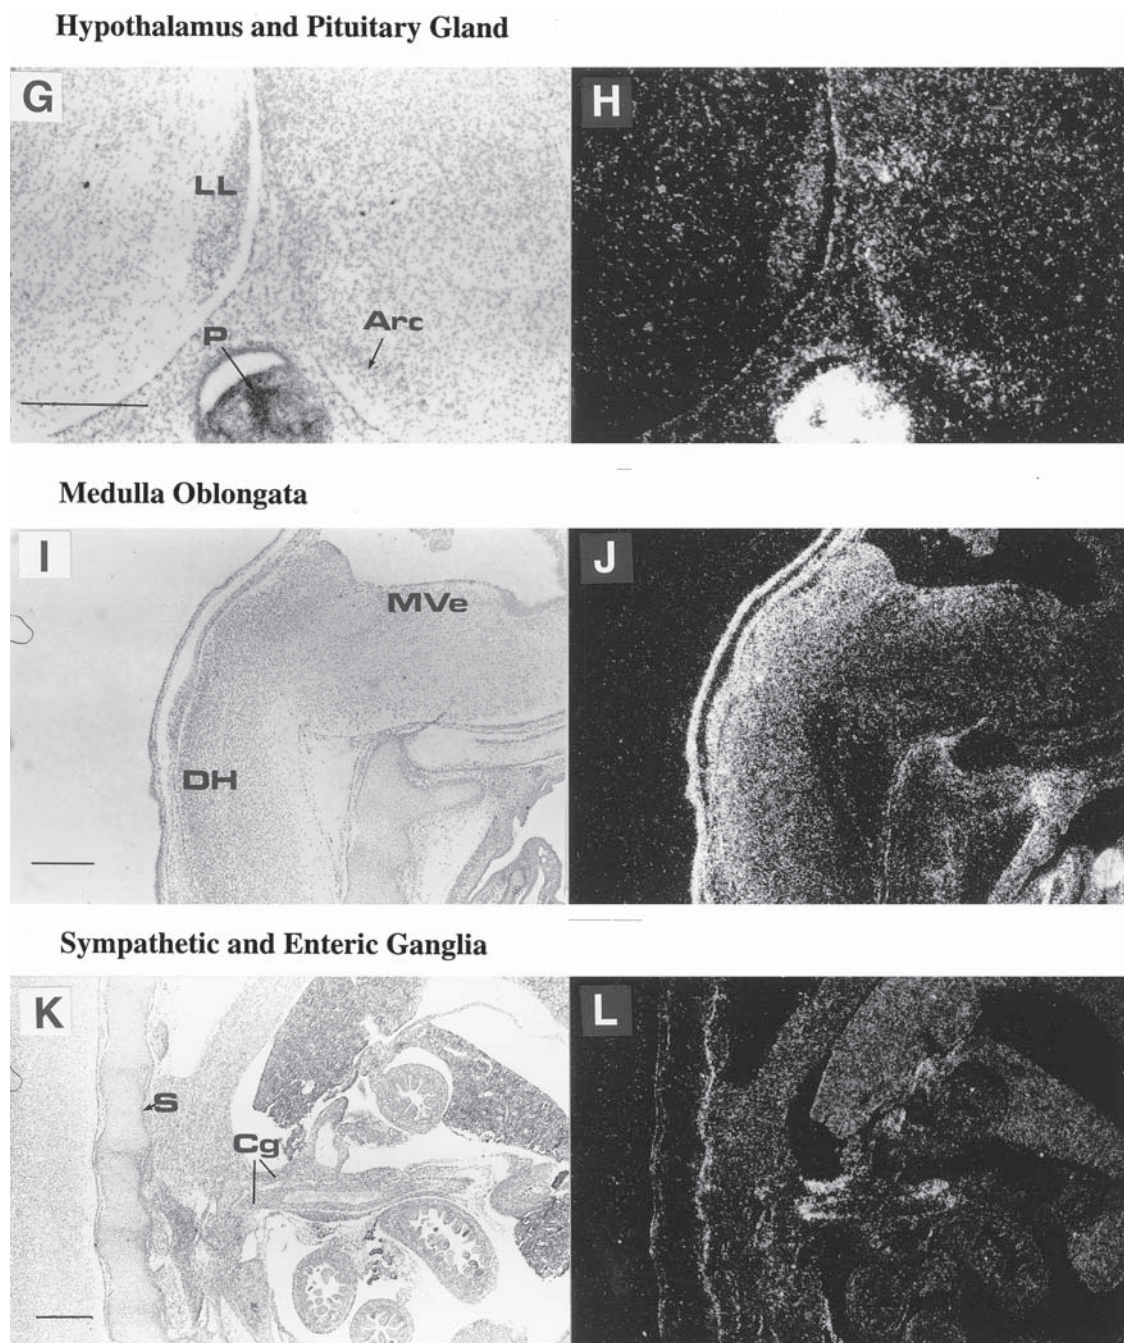 Hypothalamus and Pituitary Gland
G H
LL
P Arc
Medulla Oblongata
I J
MVe
DH
Sympathetic and Enteric Ganglia
K L
S
Cg